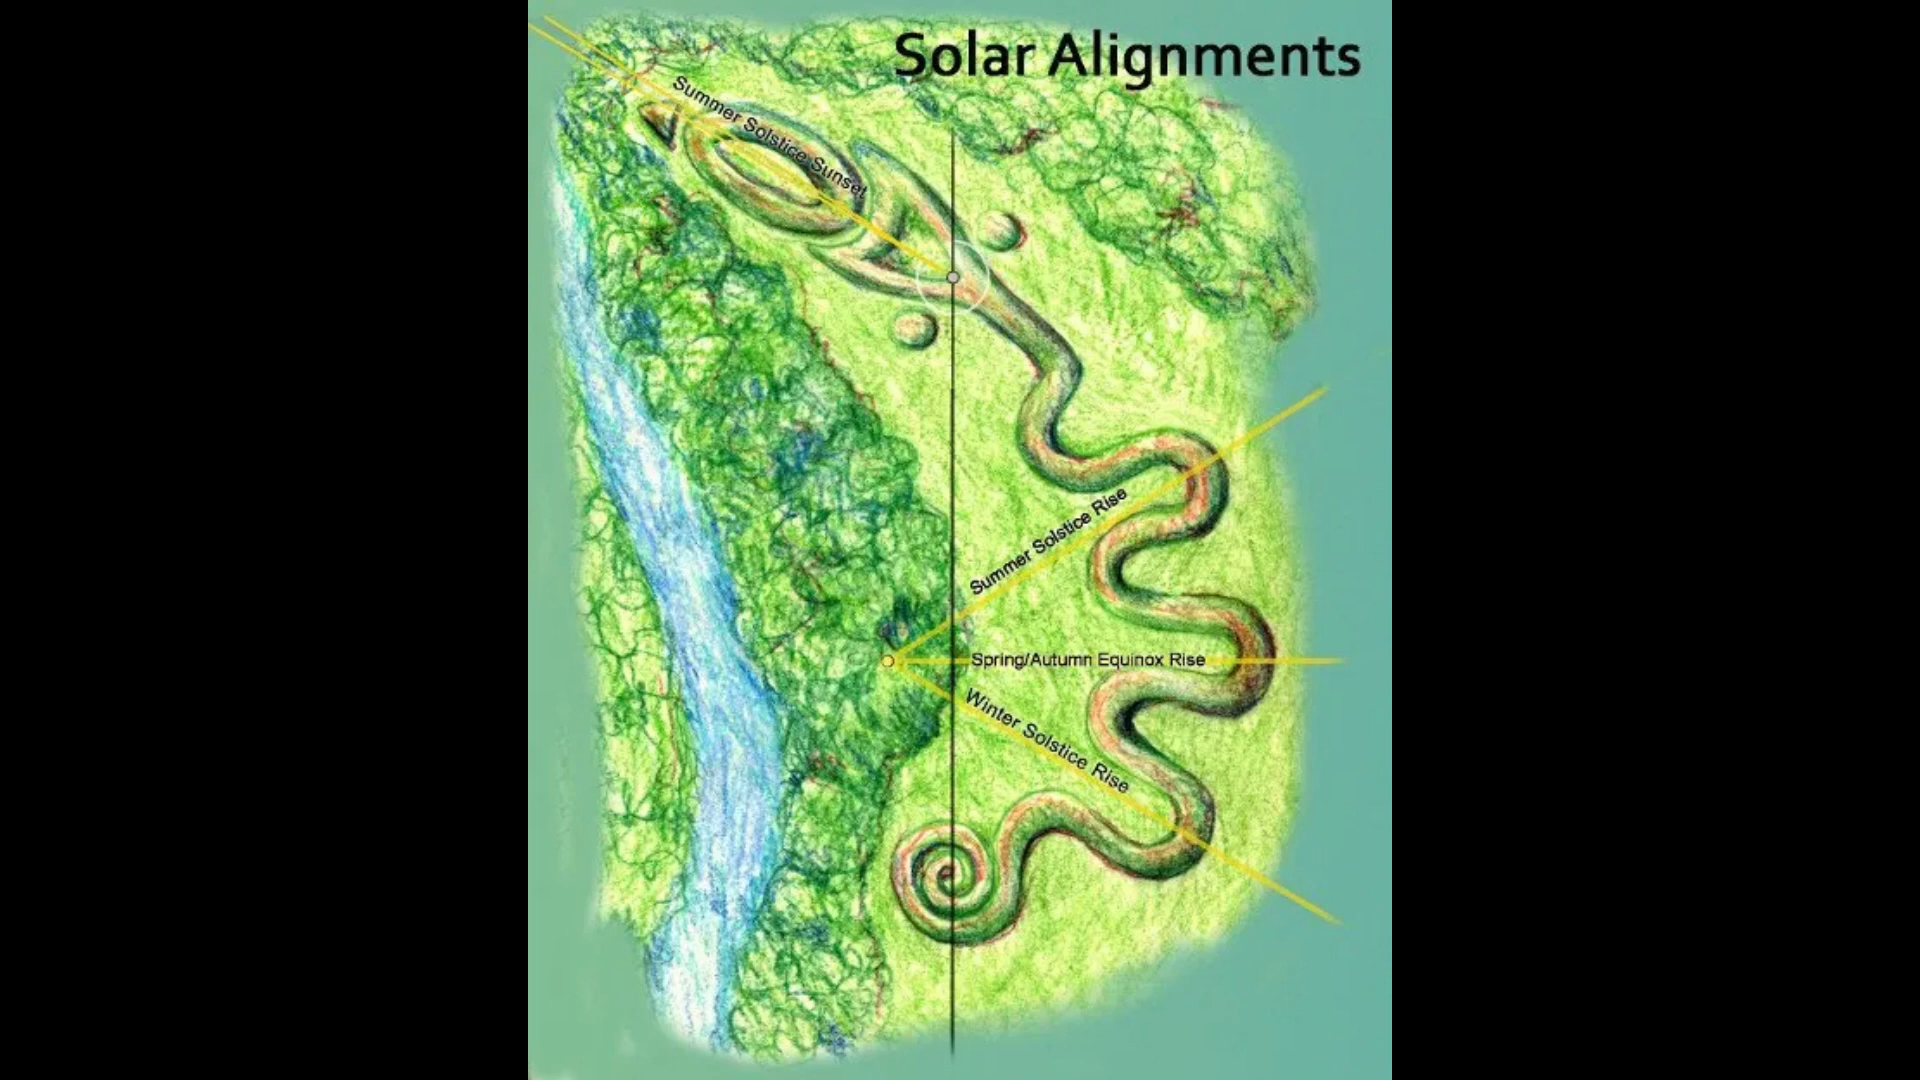 Solar Alignments
Summer Solstice Sunset
Summer Solstice Rise
Spring/Autumn Equinox Rise
Winter Solstice Rise